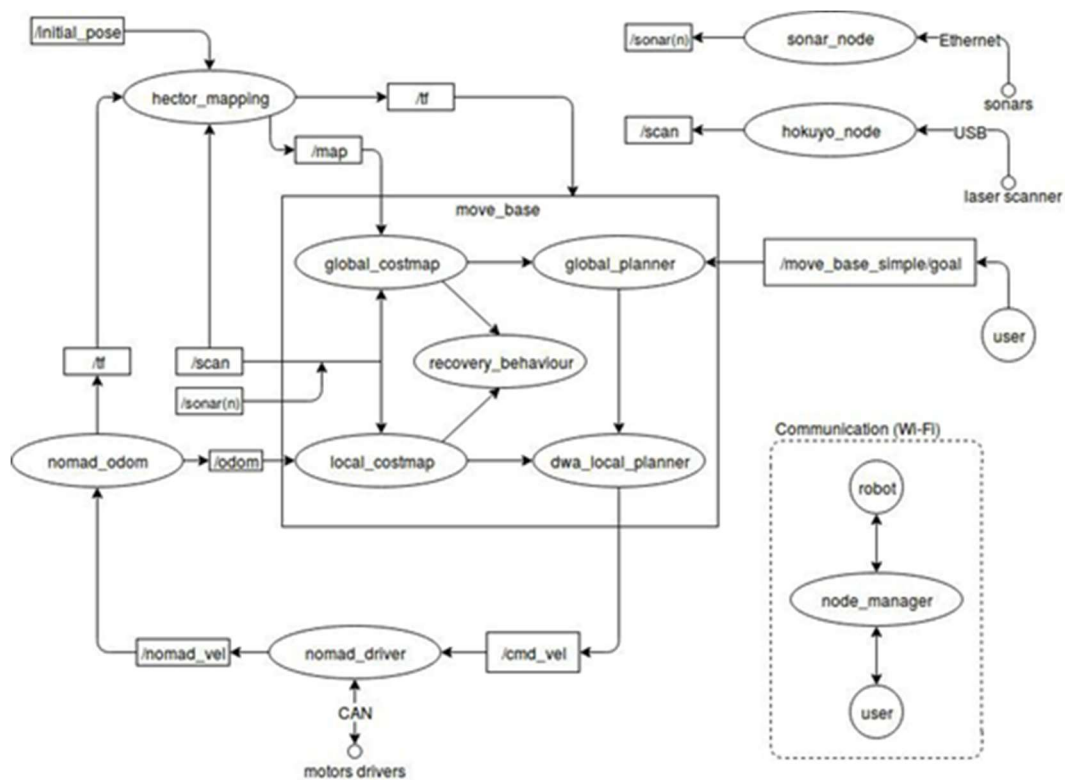 /initial_pose
/sonar(n)
sonar_node
Ethernet
sonars
hector_mapping
/tf
/map
/scan
hokuyo_node
USB
laser scanner
move_base
global_costmap
global_planner
/move_base_simple/goal
user
recovery_behaviour
/tf
/scan
/sonar(n)
nomad_odom
/odom
local_costmap
dwa_local_planner
Communication (Wi-Fi)
robot
node_manager
user
/nomad_vel
nomad_driver
/cmd_vel
CAN
motors drivers